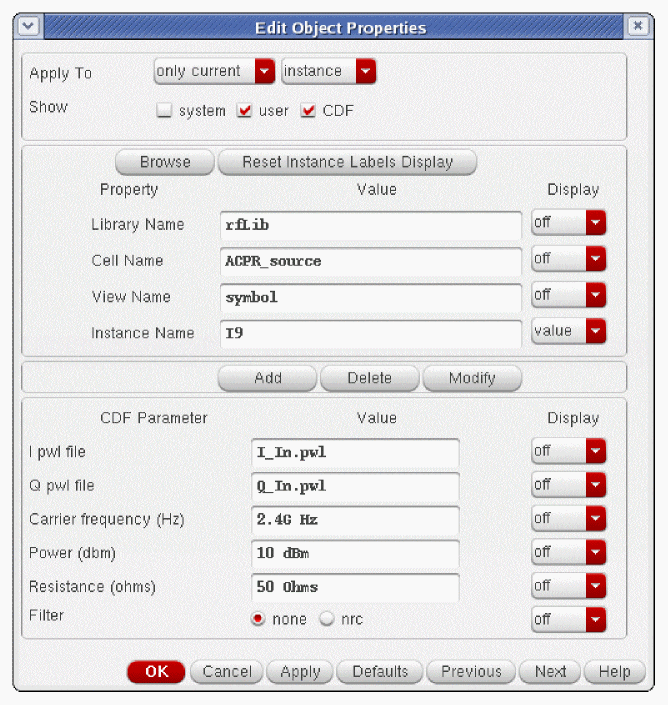 Edit Object Properties
Apply To only current instance
Show system user CDF
Browse Reset Instance Labels Display
Property Value Display
Library Name rfLib off
Cell Name ACPR_source off
View Name symbol off
Instance Name I9 value
Add Delete Modify
CDF Parameter Value Display
I pwl file I_In.pwl off
Q pwl file Q_In.pwl off
Carrier frequency (Hz) 2.4G Hz off
Power (dbm) 10 dBm off
Resistance (ohms) 50 Ohms off
Filter none nrc off
OK Cancel Apply Defaults Previous Next Help